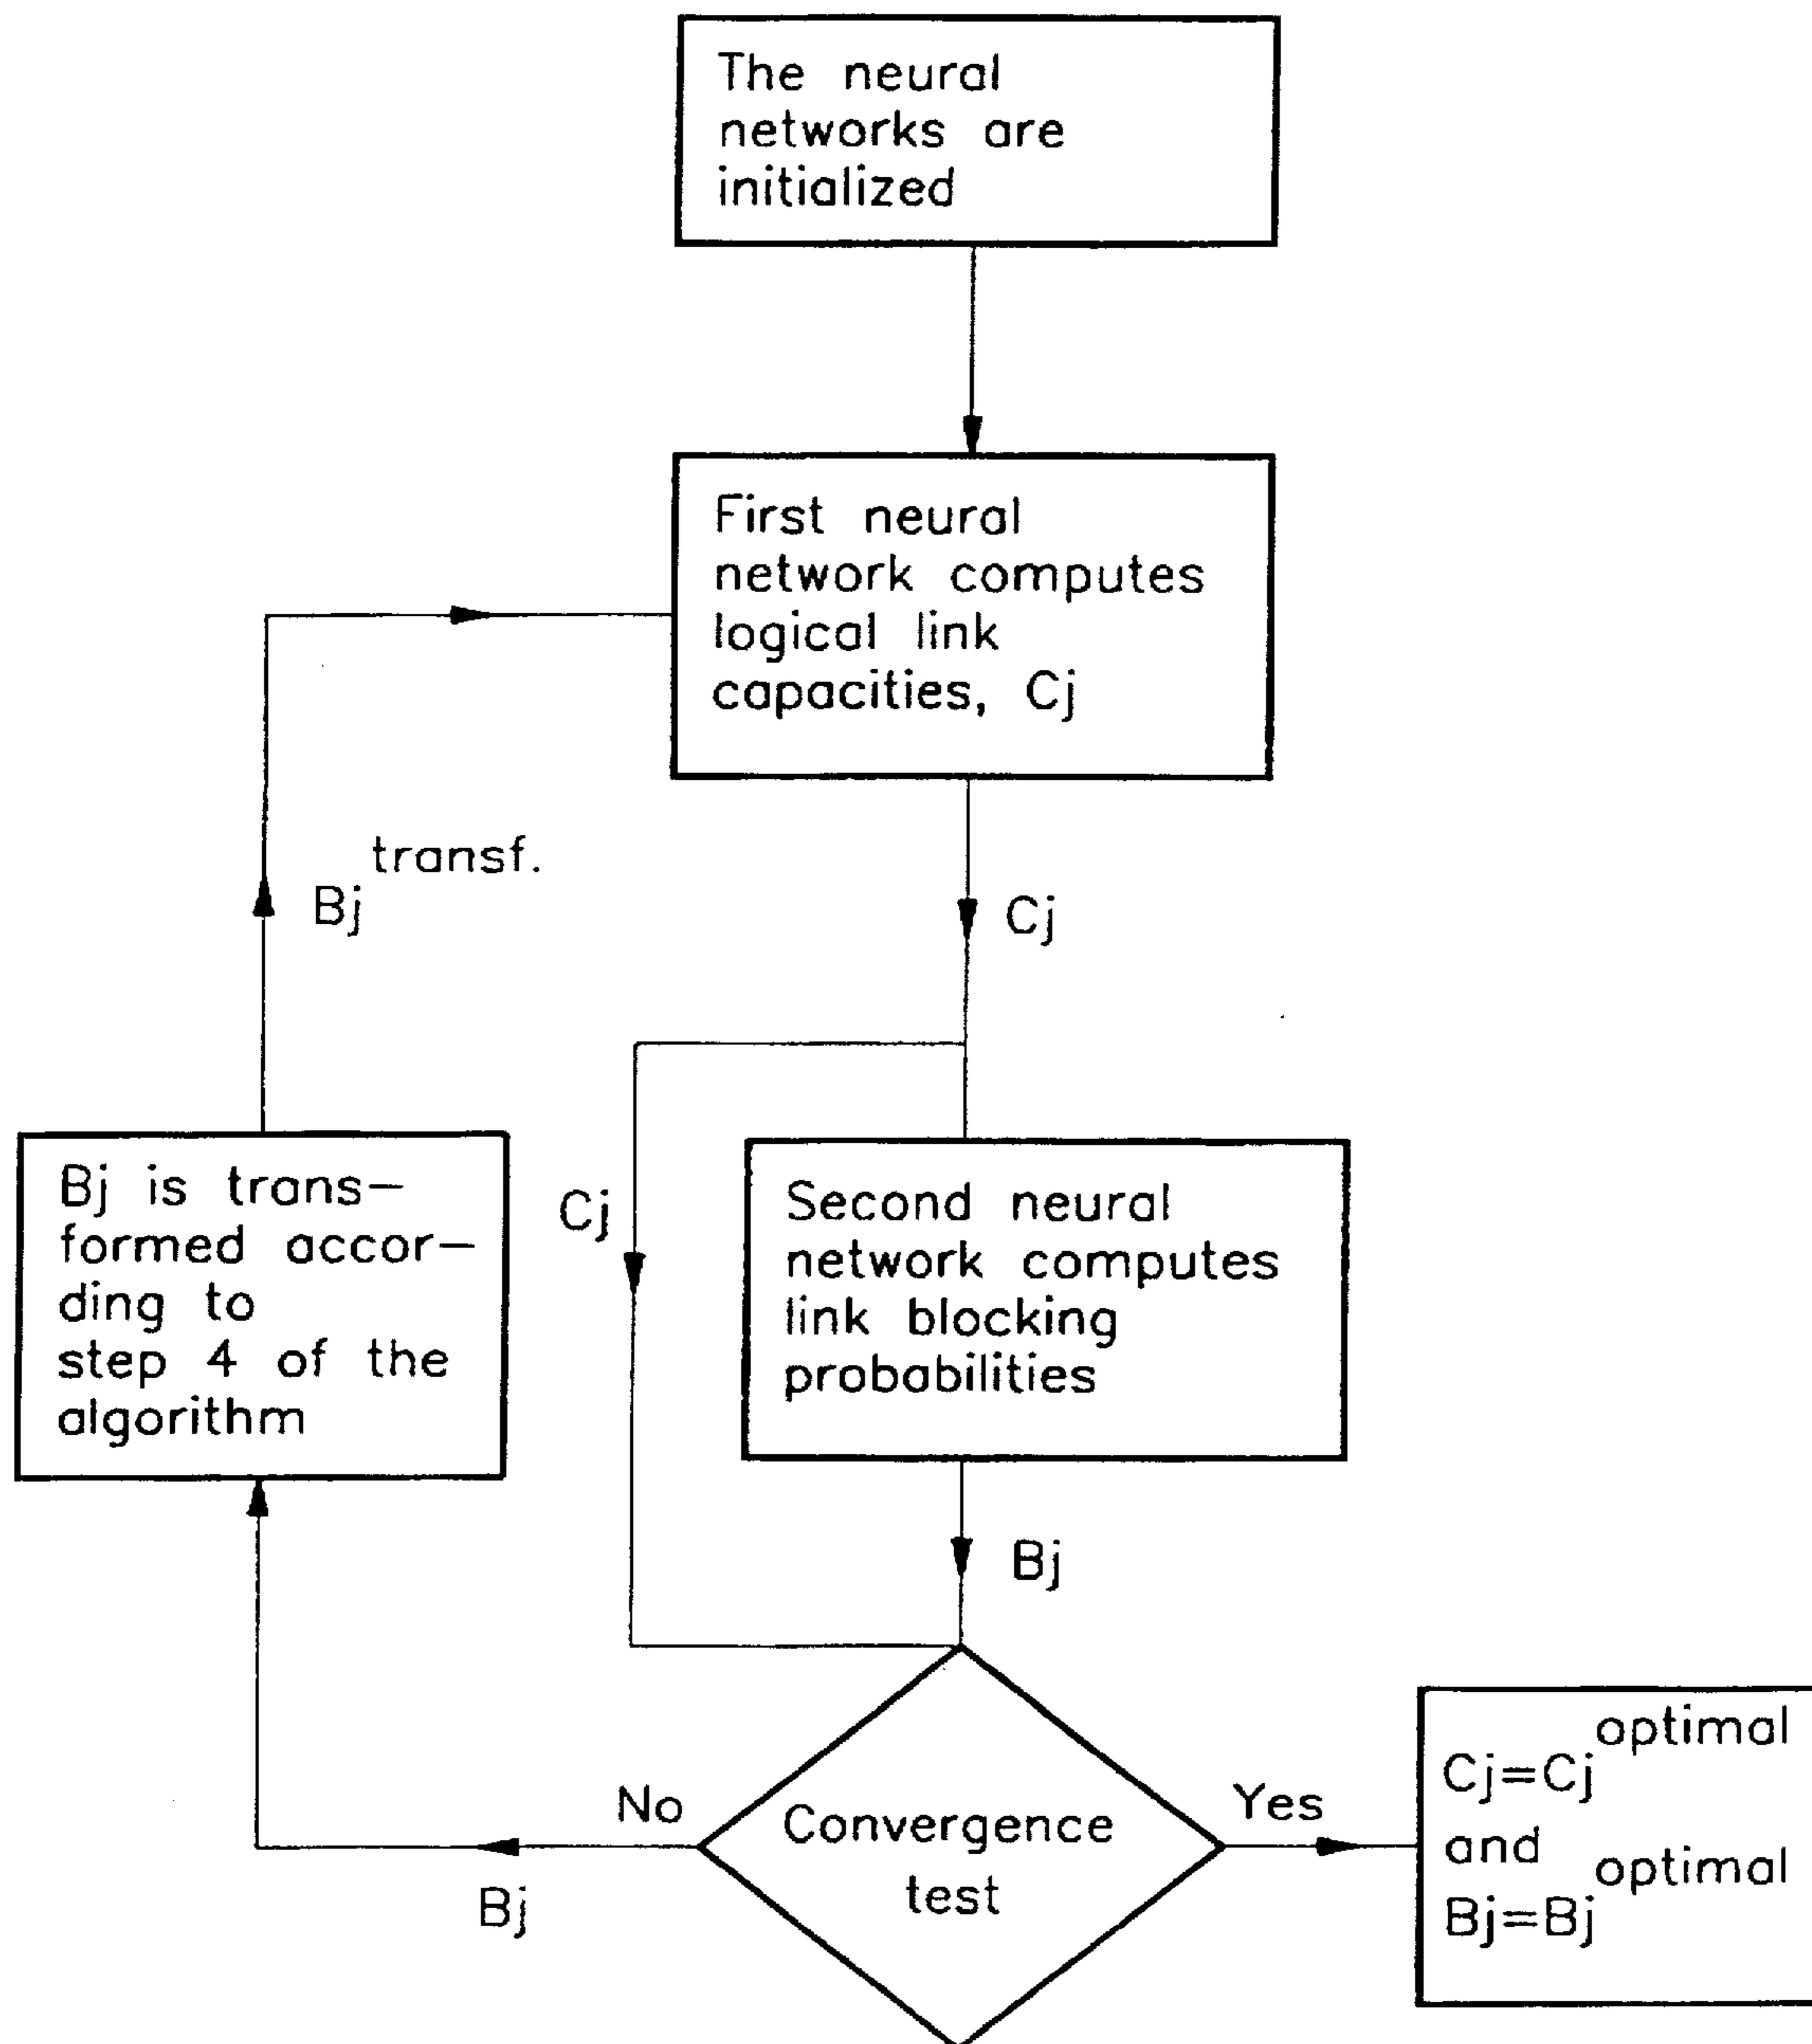 The neural
networks are
initialized
First neural
network computes
logical link
capacities, Cj
transf.
Bj
Cj
Bj is trans-
formed accor-
ding to
step 4 of the
algorithm
Cj
Second neural
network computes
link blocking
probabilities
Bj
No
Bj
Convergence
test
Yes
optimal
Cj=Cj
and
optimal
Bj=Bj